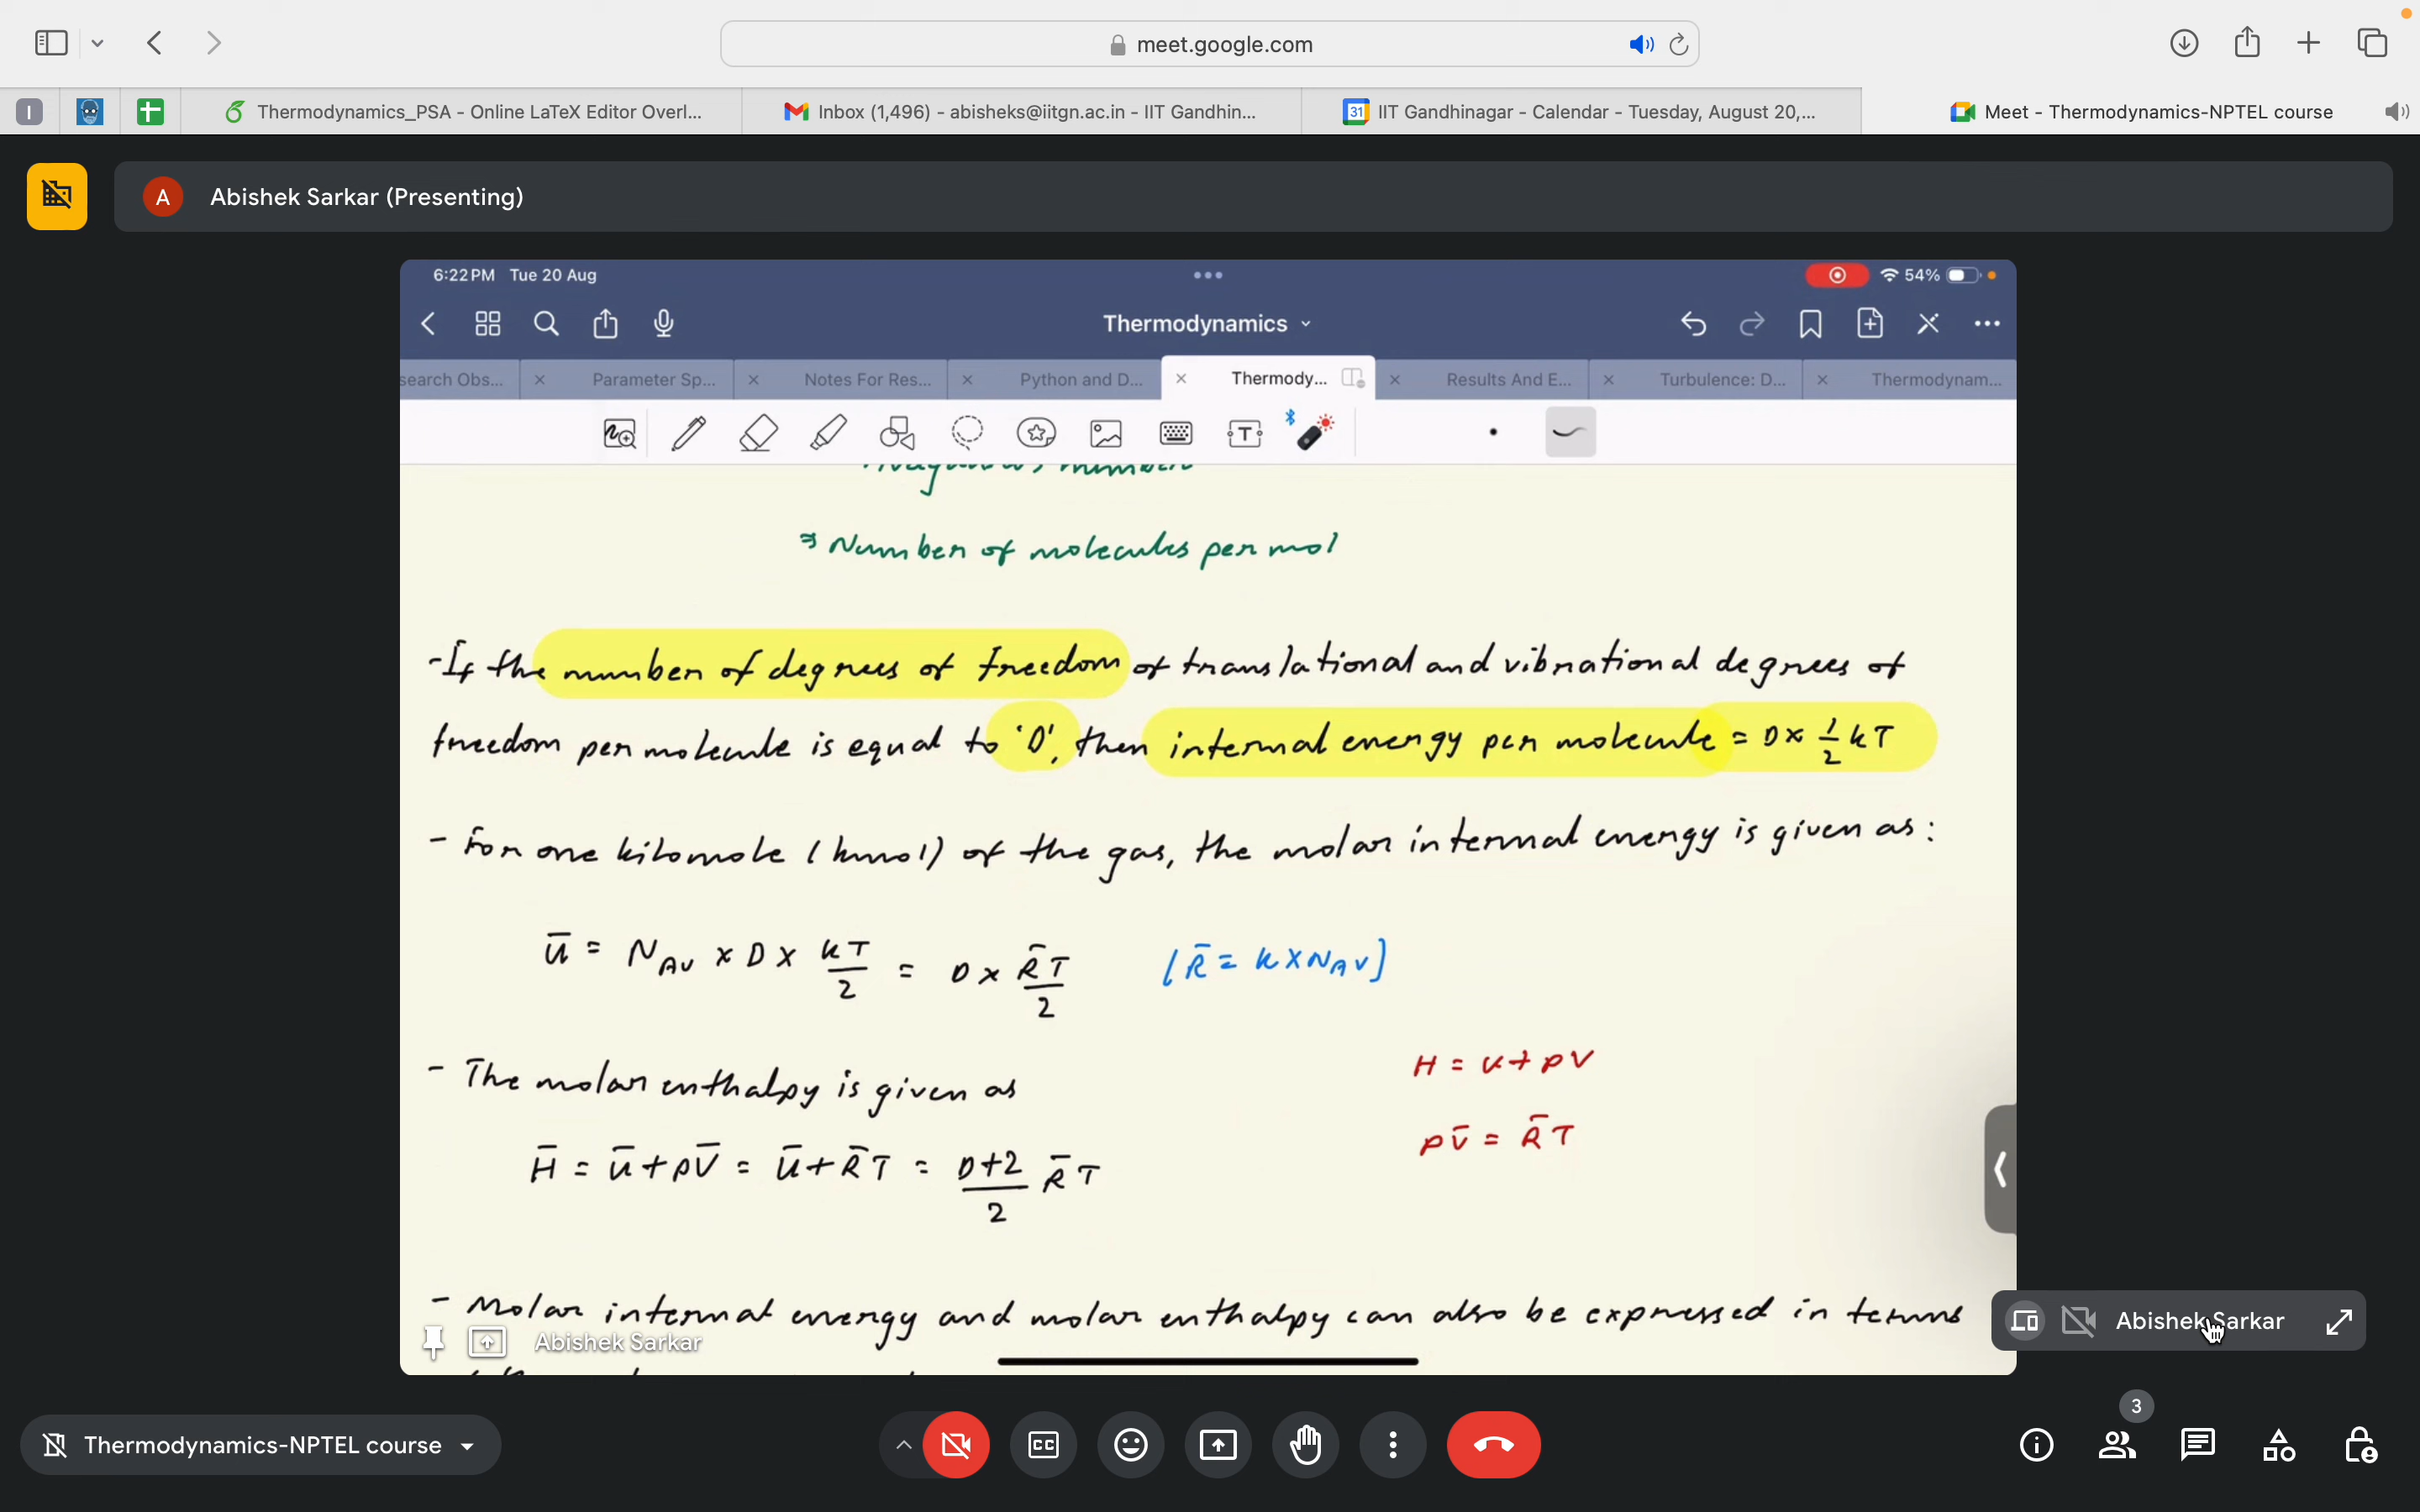 meet.google.com
I
Thermodynamics_PSA - Online LaTeX Editor Overl...
Inbox (1,496) - abisheks@iitgn.ac.in - IIT Gandhin...
31 IIT Gandhinagar - Calendar - Tuesday, August 20,...
Meet - Thermodynamics-NPTEL course
A Abishek Sarkar (Presenting)
6:22 PM Tue 20 Aug
54%
Thermodynamics
search Obs...
Parameter Sp...
Notes For Res...
Python and D...
Thermody...
Results And E...
Turbulence: D...
Thermodynam...
⇒ Number of molecules per mol
- If the number of degrees of freedom of translational and vibrational degrees of
freedom per molecule is equal to 'D', then internal energy per molecule = D × 1/2 kT
- For one kilomole (kmol) of the gas, the molar internal energy is given as:
ū = N_AV × D × kT/2 = D × R̄T/2 [R̄ = k × N_AV]
- The molar enthalpy is given as
H = u + pV
pv̄ = R̄T
H̄ = ū + pV̄ = ū + R̄T = (D+2)/2 R̄T
- Molar internal energy and molar enthalpy can also be expressed in terms
Abishek Sarkar
Abishek Sarkar
Thermodynamics-NPTEL course
CC
3